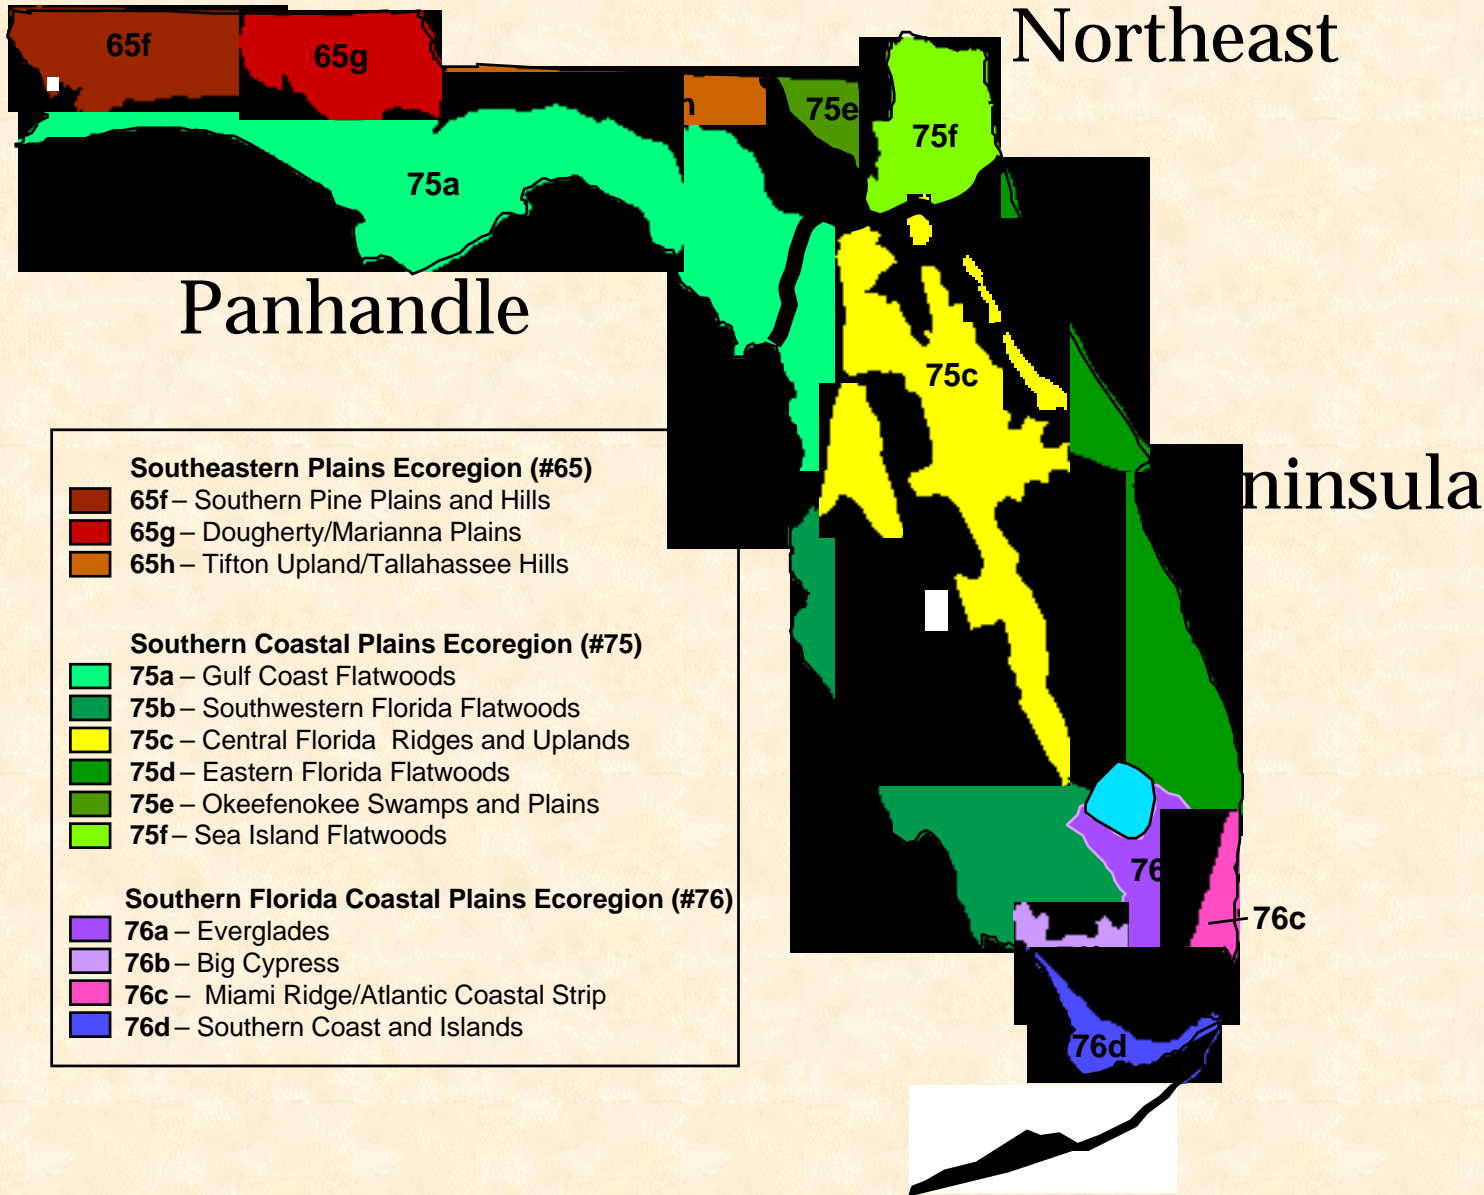 Northeast
65f
65g
75e
75f
75a
Panhandle
75c
ninsula
Southeastern Plains Ecoregion (#65)
65f – Southern Pine Plains and Hills
65g – Dougherty/Marianna Plains
65h – Tifton Upland/Tallahassee Hills
Southern Coastal Plains Ecoregion (#75)
75a – Gulf Coast Flatwoods
75b – Southwestern Florida Flatwoods
75c – Central Florida Ridges and Uplands
75d – Eastern Florida Flatwoods
75e – Okeefenokee Swamps and Plains
75f – Sea Island Flatwoods
Southern Florida Coastal Plains Ecoregion (#76)
76a – Everglades
76b – Big Cypress
76c – Miami Ridge/Atlantic Coastal Strip
76d – Southern Coast and Islands
76
76c
76d